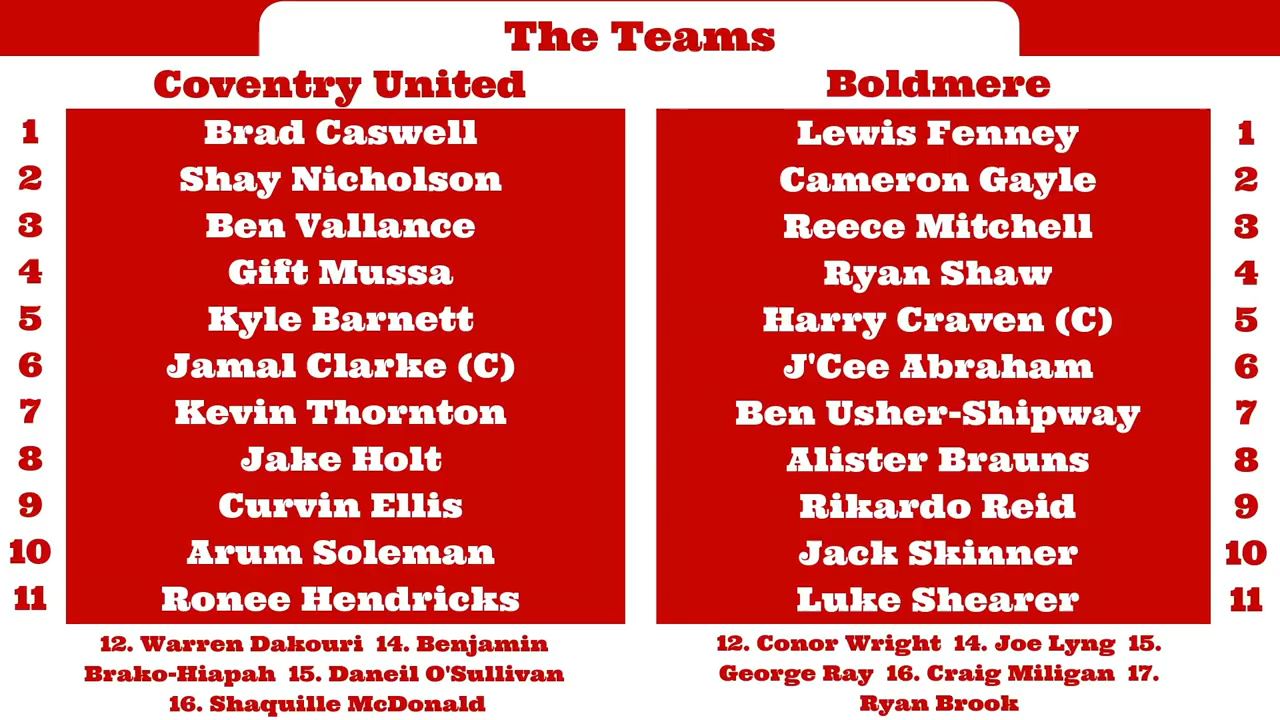 The Teams
Coventry United
1 Brad Caswell
2 Shay Nicholson
3 Ben Vallance
4 Gift Mussa
5 Kyle Barnett
6 Jamal Clarke (C)
7 Kevin Thornton
8 Jake Holt
9 Curvin Ellis
10 Arum Soleman
11 Ronee Hendricks
12. Warren Dakouri 14. Benjamin
Brako-Hiapah 15. Daneil O'Sullivan
16. Shaquille McDonald
Boldmere
Lewis Fenney 1
Cameron Gayle 2
Reece Mitchell 3
Ryan Shaw 4
Harry Craven (C) 5
J'Cee Abraham 6
Ben Usher-Shipway 7
Alister Brauns 8
Rikardo Reid 9
Jack Skinner 10
Luke Shearer 11
12. Conor Wright 14. Joe Lyng 15.
George Ray 16. Craig Miligan 17.
Ryan Brook